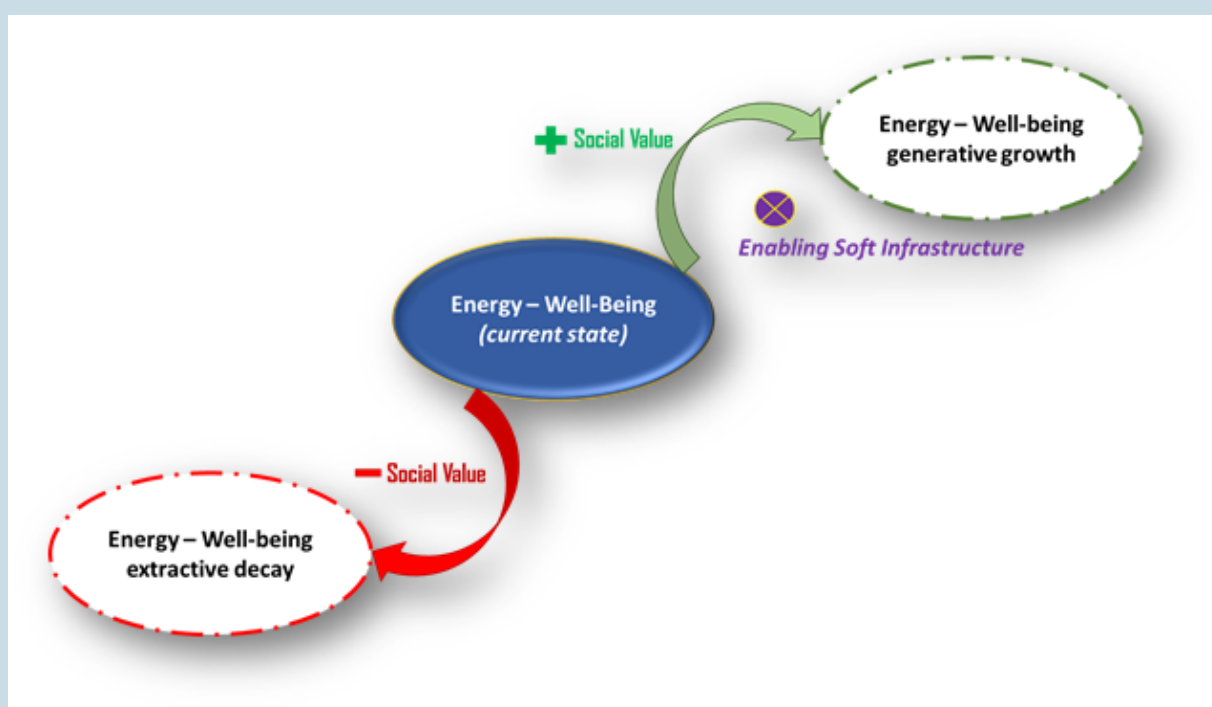 Energy – Well-being
generative growth
Social Value
Enabling Soft Infrastructure
Energy – Well-Being
(current state)
Social Value
Energy – Well-being
extractive decay